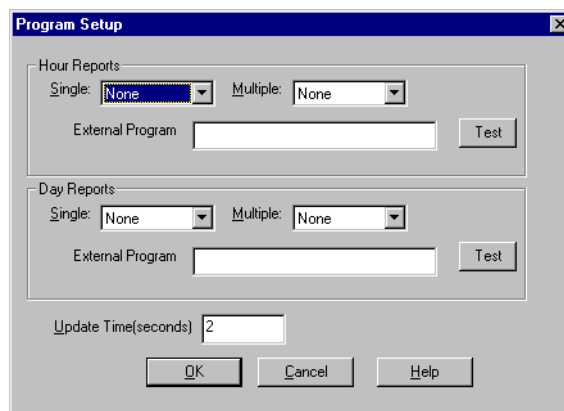 Program Setup
Hour Reports
Single: None Multiple: None
External Program Test
Day Reports
Single: None Multiple: None
External Program Test
Update Time(seconds) 2
OK Cancel Help